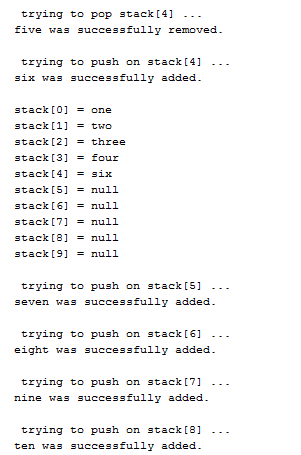 trying to pop stack[4] ...
five was successfully removed.
trying to push on stack[4] ...
six was successfully added.
stack[0] = one
stack[1] = two
stack[2] = three
stack[3] = four
stack[4] = six
stack[5] = null
stack[6] = null
stack[7] = null
stack[8] = null
stack[9] = null
trying to push on stack[5] ...
seven was successfully added.
trying to push on stack[6] ...
eight was successfully added.
trying to push on stack[7] ...
nine was successfully added.
trying to push on stack[8] ...
ten was successfully added.